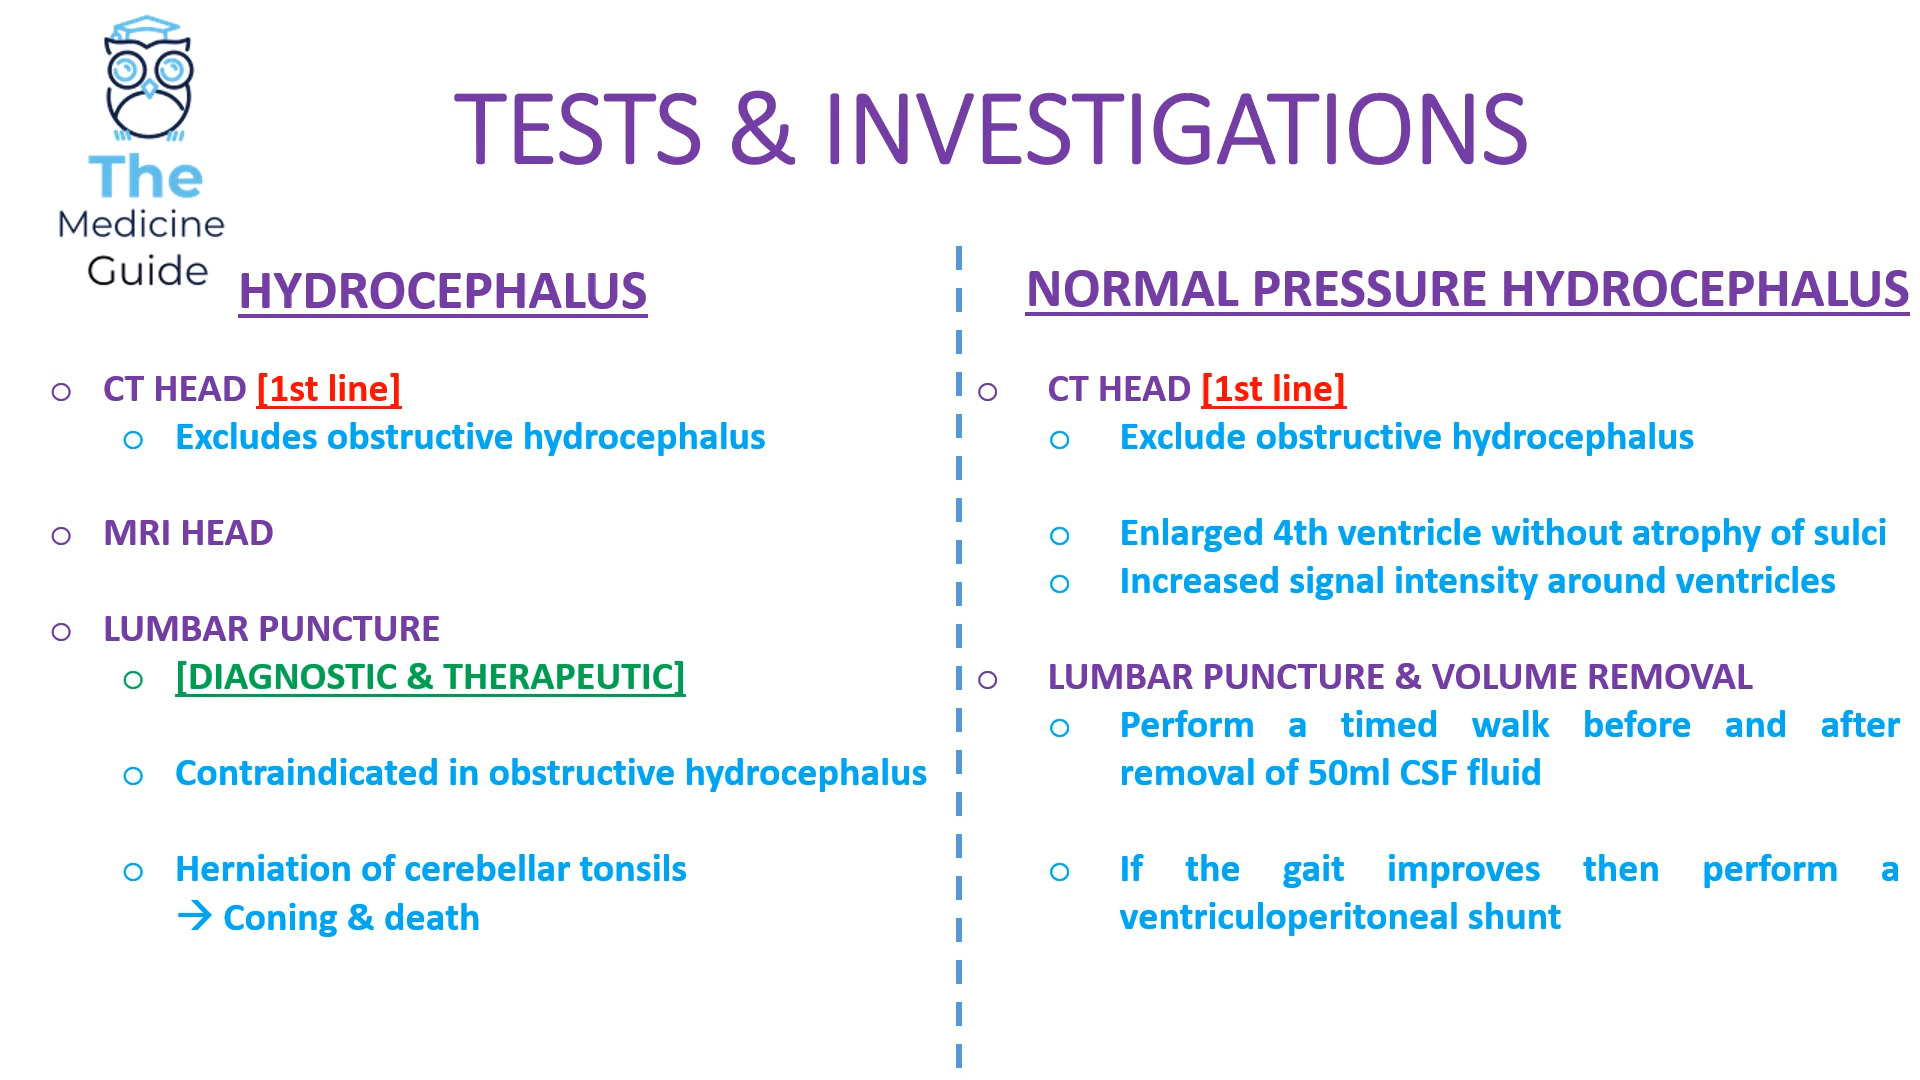 The
Medicine
Guide
TESTS & INVESTIGATIONS
HYDROCEPHALUS
o CT HEAD [1st line]
o Excludes obstructive hydrocephalus
o MRI HEAD
o LUMBAR PUNCTURE
o [DIAGNOSTIC & THERAPEUTIC]
o Contraindicated in obstructive hydrocephalus
o Herniation of cerebellar tonsils
→ Coning & death
NORMAL PRESSURE HYDROCEPHALUS
o CT HEAD [1st line]
o Exclude obstructive hydrocephalus
o Enlarged 4th ventricle without atrophy of sulci
o Increased signal intensity around ventricles
o LUMBAR PUNCTURE & VOLUME REMOVAL
o Perform a timed walk before and after
removal of 50ml CSF fluid
o If the gait improves then perform a
ventriculoperitoneal shunt